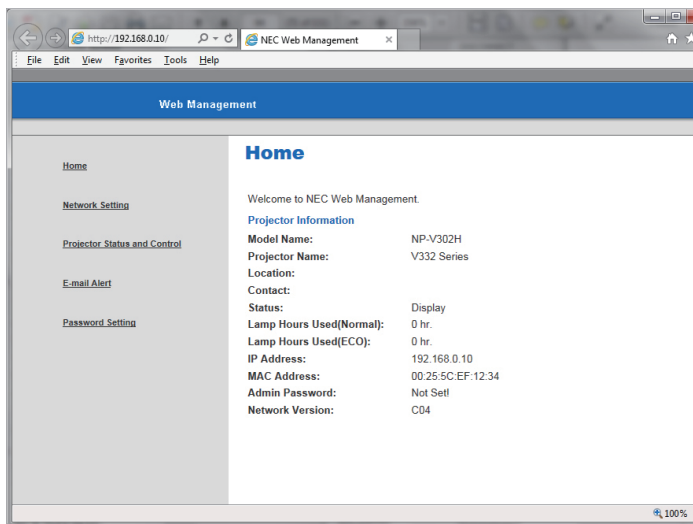 http://192.168.0.10/
NEC Web Management
File Edit View Favorites Tools Help
Web Management
Home
Network Setting
Projector Status and Control
E-mail Alert
Password Setting
Home
Welcome to NEC Web Management.
Projector Information
Model Name: NP-V302H
Projector Name: V332 Series
Location:
Contact:
Status: Display
Lamp Hours Used(Normal): 0 hr.
Lamp Hours Used(ECO): 0 hr.
IP Address: 192.168.0.10
MAC Address: 00:25:5C:EF:12:34
Admin Password: Not Set!
Network Version: C04
100%